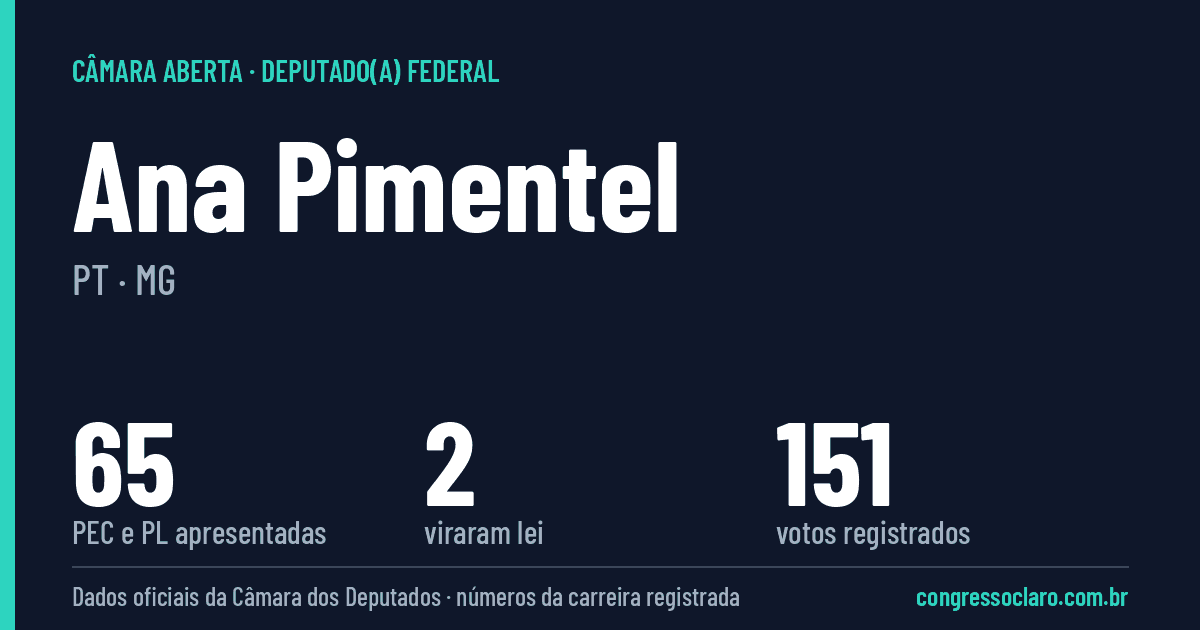 CÂMARA ABERTA · DEPUTADO(A) FEDERAL
Ana Pimentel
PT · MG
65 2 151
PEC e PL apresentadas viraram lei votos registrados
Dados oficiais da Câmara dos Deputados · números da carreira registrada congressoclaro.com.br